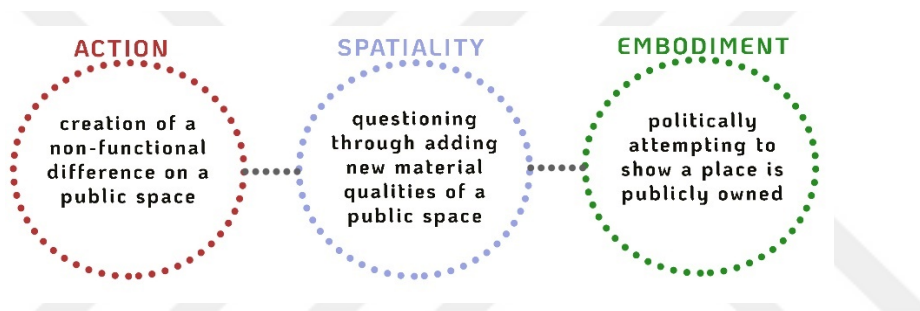 ACTION
creation of a
non-functional
difference on a
public space
SPATIALITY
questioning
through adding
new material
qualities of a
public space
EMBODIMENT
politically
attempting to
show a place is
publicly owned